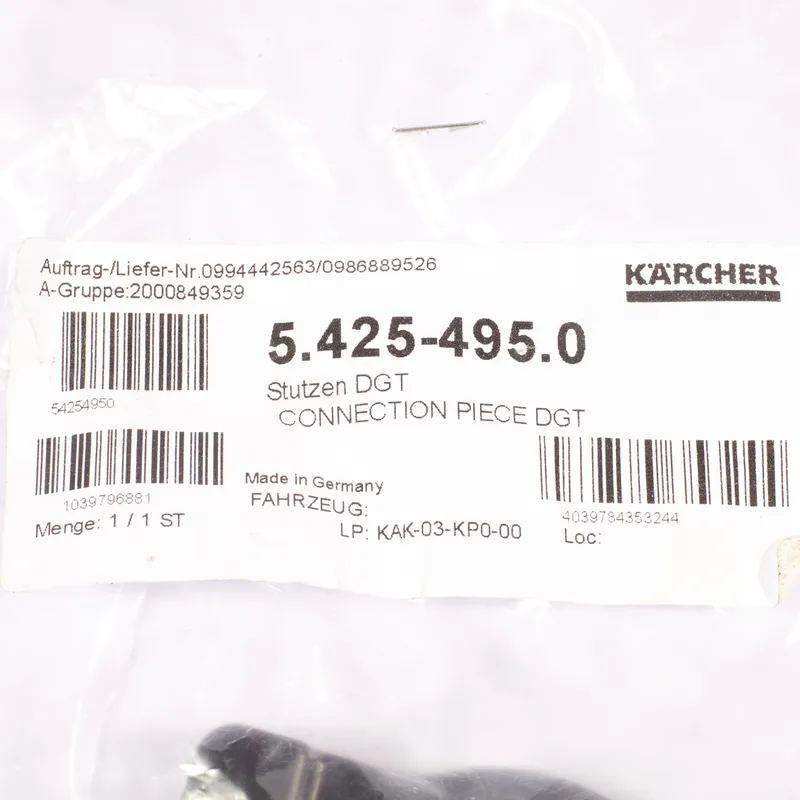 Auftrag-/Liefer-Nr.0994442563/0986889526
A-Gruppe:2000849359
KÄRCHER
5.425-495.0
54254950
Stutzen DGT
CONNECTION PIECE DGT
1039796881
Made in Germany
FAHRZEUG:
4039784353244
Menge: 1 / 1 ST
LP: KAK-03-KP0-00
Loc: